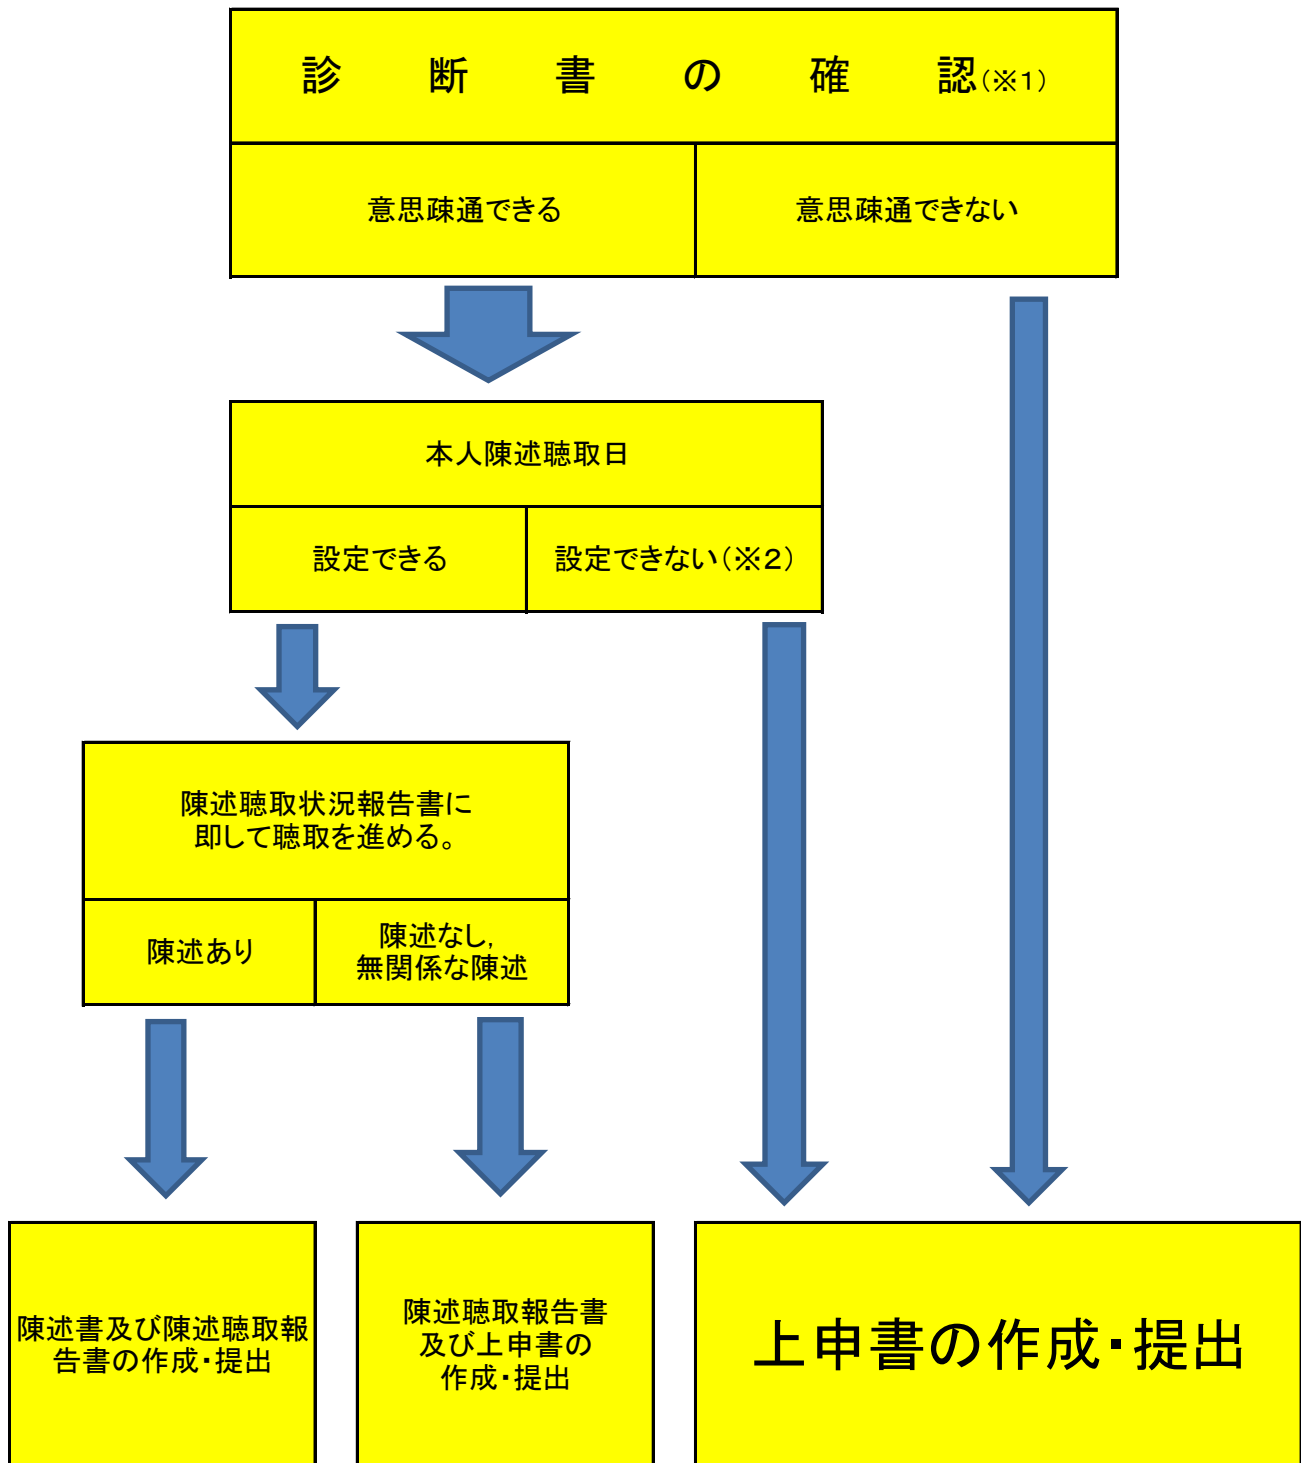 診断書の確認(※1)
意思疎通できる
意思疎通できない
本人陳述聴取日
設定できる
設定できない(※2)
陳述聴取状況報告書に
即して聴取を進める。
陳述あり
陳述なし,
無関係な陳述
陳述書及び陳述聴取報
告書の作成・提出
陳述聴取報告書
及び上申書の
作成・提出
上申書の作成・提出